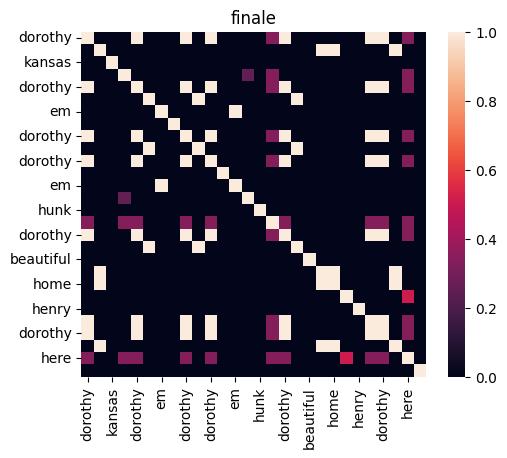 finale
dorothy
kansas
dorothy
em
dorothy
dorothy
em
hunk
dorothy
beautiful
home
henry
dorothy
here
1.0
0.8
0.6
0.4
0.2
0.0
dorothy
kansas
dorothy
em
dorothy
dorothy
em
hunk
dorothy
beautiful
home
henry
dorothy
here